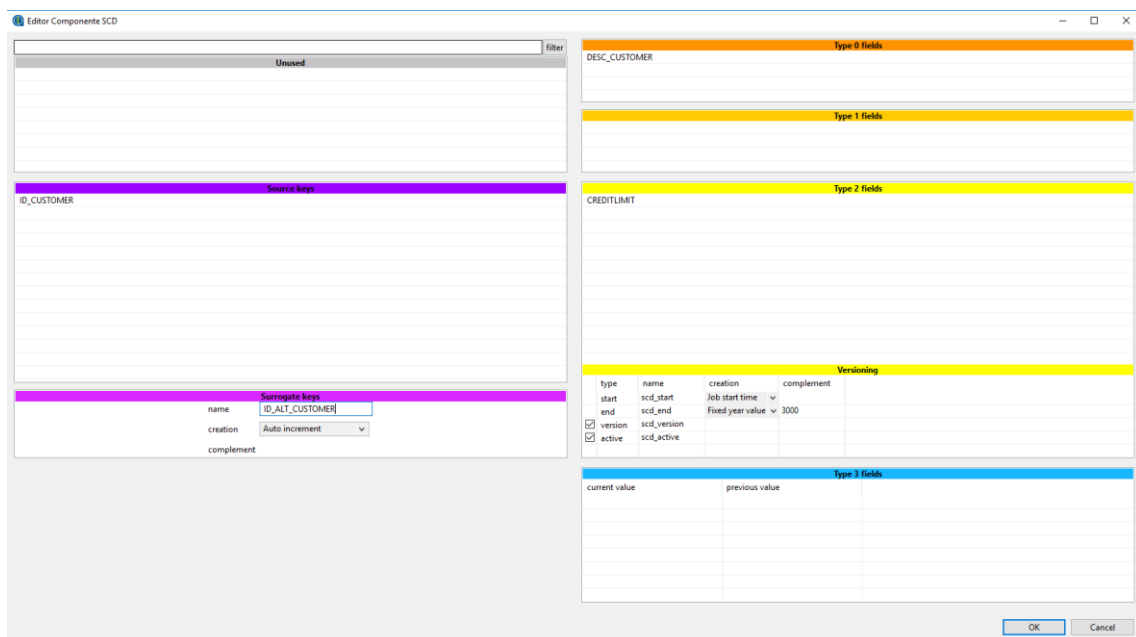 Editor Componente SCD
filter
Unused
Source keys
ID_CUSTOMER
Surrogate keys
name ID_ALT_CUSTOMER
creation Auto increment
complement
Type 0 fields
DESC_CUSTOMER
Type 1 fields
Type 2 fields
CREDITLIMIT
Versioning
type name creation complement
start scd_start Job start time
end scd_end Fixed year value 3000
version scd_version
active scd_active
Type 3 fields
current value previous value
OK Cancel